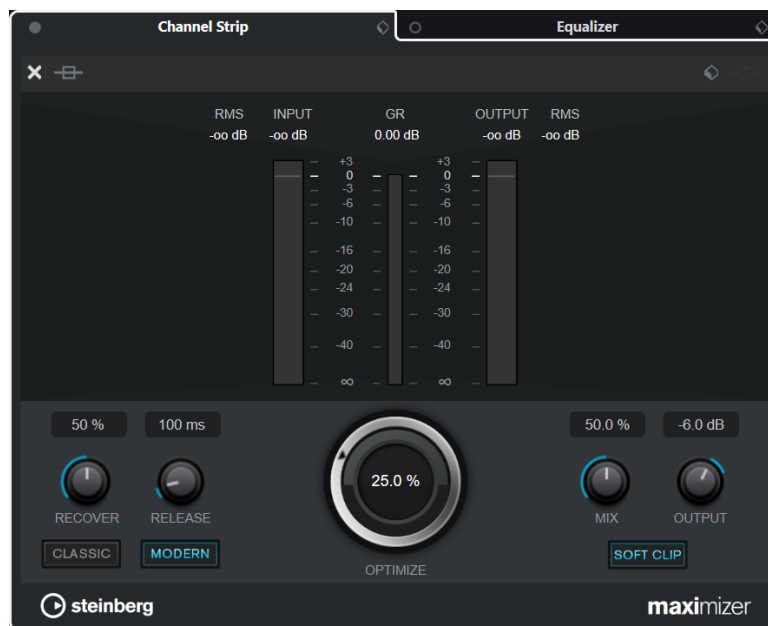 Channel Strip
Equalizer
RMS INPUT GR OUTPUT RMS
-oo dB -oo dB 0.00 dB -oo dB -oo dB
+3 +3
0 0
-3 -3
-6 -6
-10 -10
-16 -16
-20 -20
-24 -24
-30 -30
-40 -40
∞ ∞
50 % 100 ms 50.0 % -6.0 dB
25.0 %
RECOVER RELEASE MIX OUTPUT
CLASSIC MODERN SOFT CLIP
OPTIMIZE
steinberg maximizer